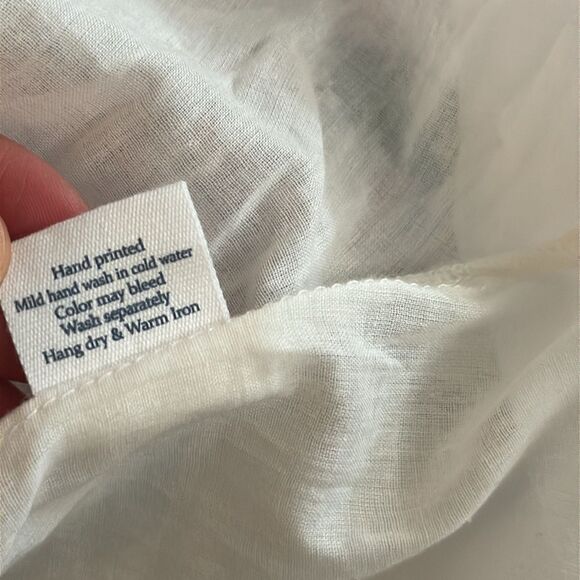 Hand printed
Mild hand wash in cold water
Color may bleed
Wash separately
Hang dry & Warm Iron